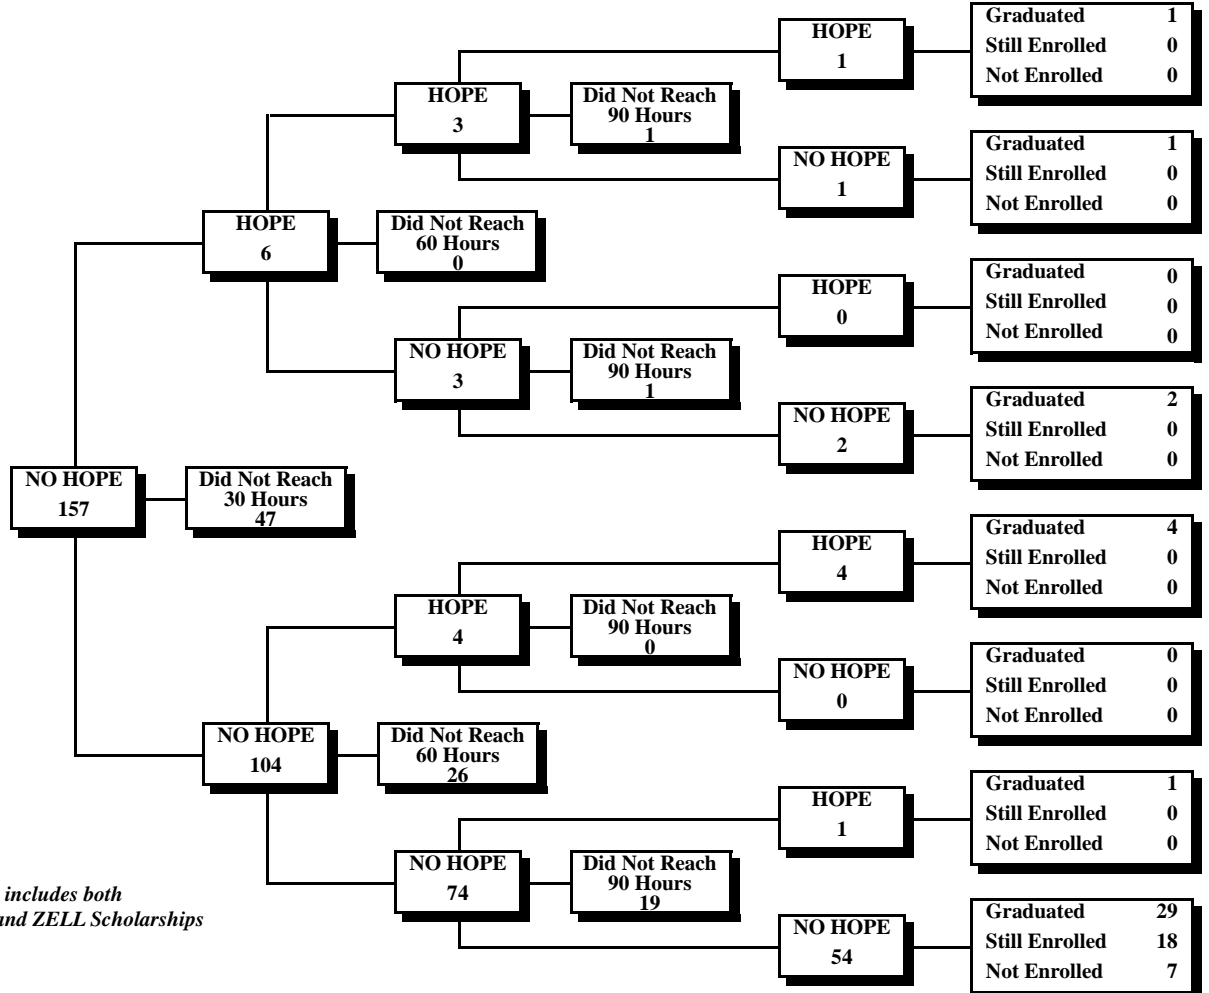 HOPE
1
Graduated 1
Still Enrolled 0
Not Enrolled 0
HOPE
3
Did Not Reach
90 Hours
1
NO HOPE
1
Graduated 1
Still Enrolled 0
Not Enrolled 0
HOPE
6
Did Not Reach
60 Hours
0
HOPE
0
Graduated 0
Still Enrolled 0
Not Enrolled 0
NO HOPE
3
Did Not Reach
90 Hours
1
NO HOPE
2
Graduated 2
Still Enrolled 0
Not Enrolled 0
NO HOPE
157
Did Not Reach
30 Hours
47
HOPE
4
Graduated 4
Still Enrolled 0
Not Enrolled 0
HOPE
4
Did Not Reach
90 Hours
0
NO HOPE
0
Graduated 0
Still Enrolled 0
Not Enrolled 0
NO HOPE
104
Did Not Reach
60 Hours
26
HOPE
1
Graduated 1
Still Enrolled 0
Not Enrolled 0
NO HOPE
74
Did Not Reach
90 Hours
19
NO HOPE
54
Graduated 29
Still Enrolled 18
Not Enrolled 7
includes both
and ZELL Scholarships